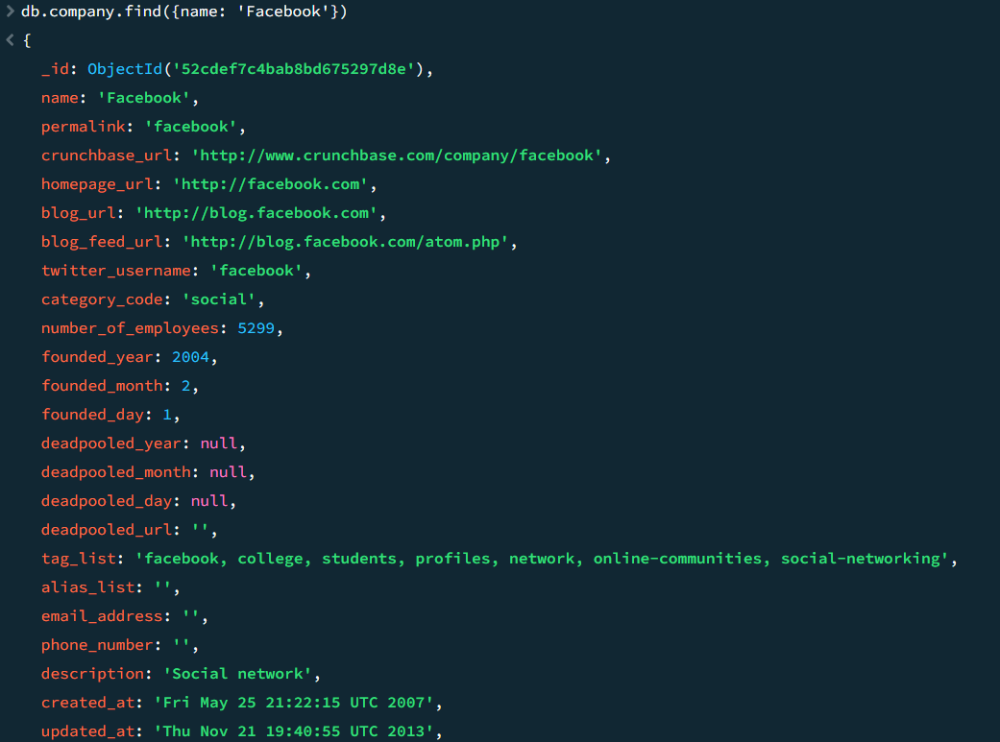 > db.company.find({name: 'Facebook'})
< {
_id: ObjectId('52cdef7c4bab8bd675297d8e'),
name: 'Facebook',
permalink: 'facebook',
crunchbase_url: 'http://www.crunchbase.com/company/facebook',
homepage_url: 'http://facebook.com',
blog_url: 'http://blog.facebook.com',
blog_feed_url: 'http://blog.facebook.com/atom.php',
twitter_username: 'facebook',
category_code: 'social',
number_of_employees: 5299,
founded_year: 2004,
founded_month: 2,
founded_day: 1,
deadpooled_year: null,
deadpooled_month: null,
deadpooled_day: null,
deadpooled_url: '',
tag_list: 'facebook, college, students, profiles, network, online-communities, social-networking',
alias_list: '',
email_address: '',
phone_number: '',
description: 'Social network',
created_at: 'Fri May 25 21:22:15 UTC 2007',
updated_at: 'Thu Nov 21 19:40:55 UTC 2013',